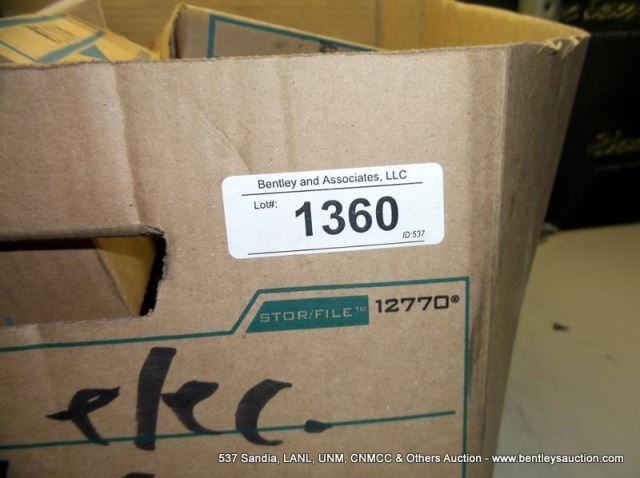 Bentley and Associates, LLC
Lot#:
1360
ID:537
STOR/FILE™ 12770®
elec.
537 Sandia, LANL, UNM, CNMCC & Others Auction - www.bentleysauction.com